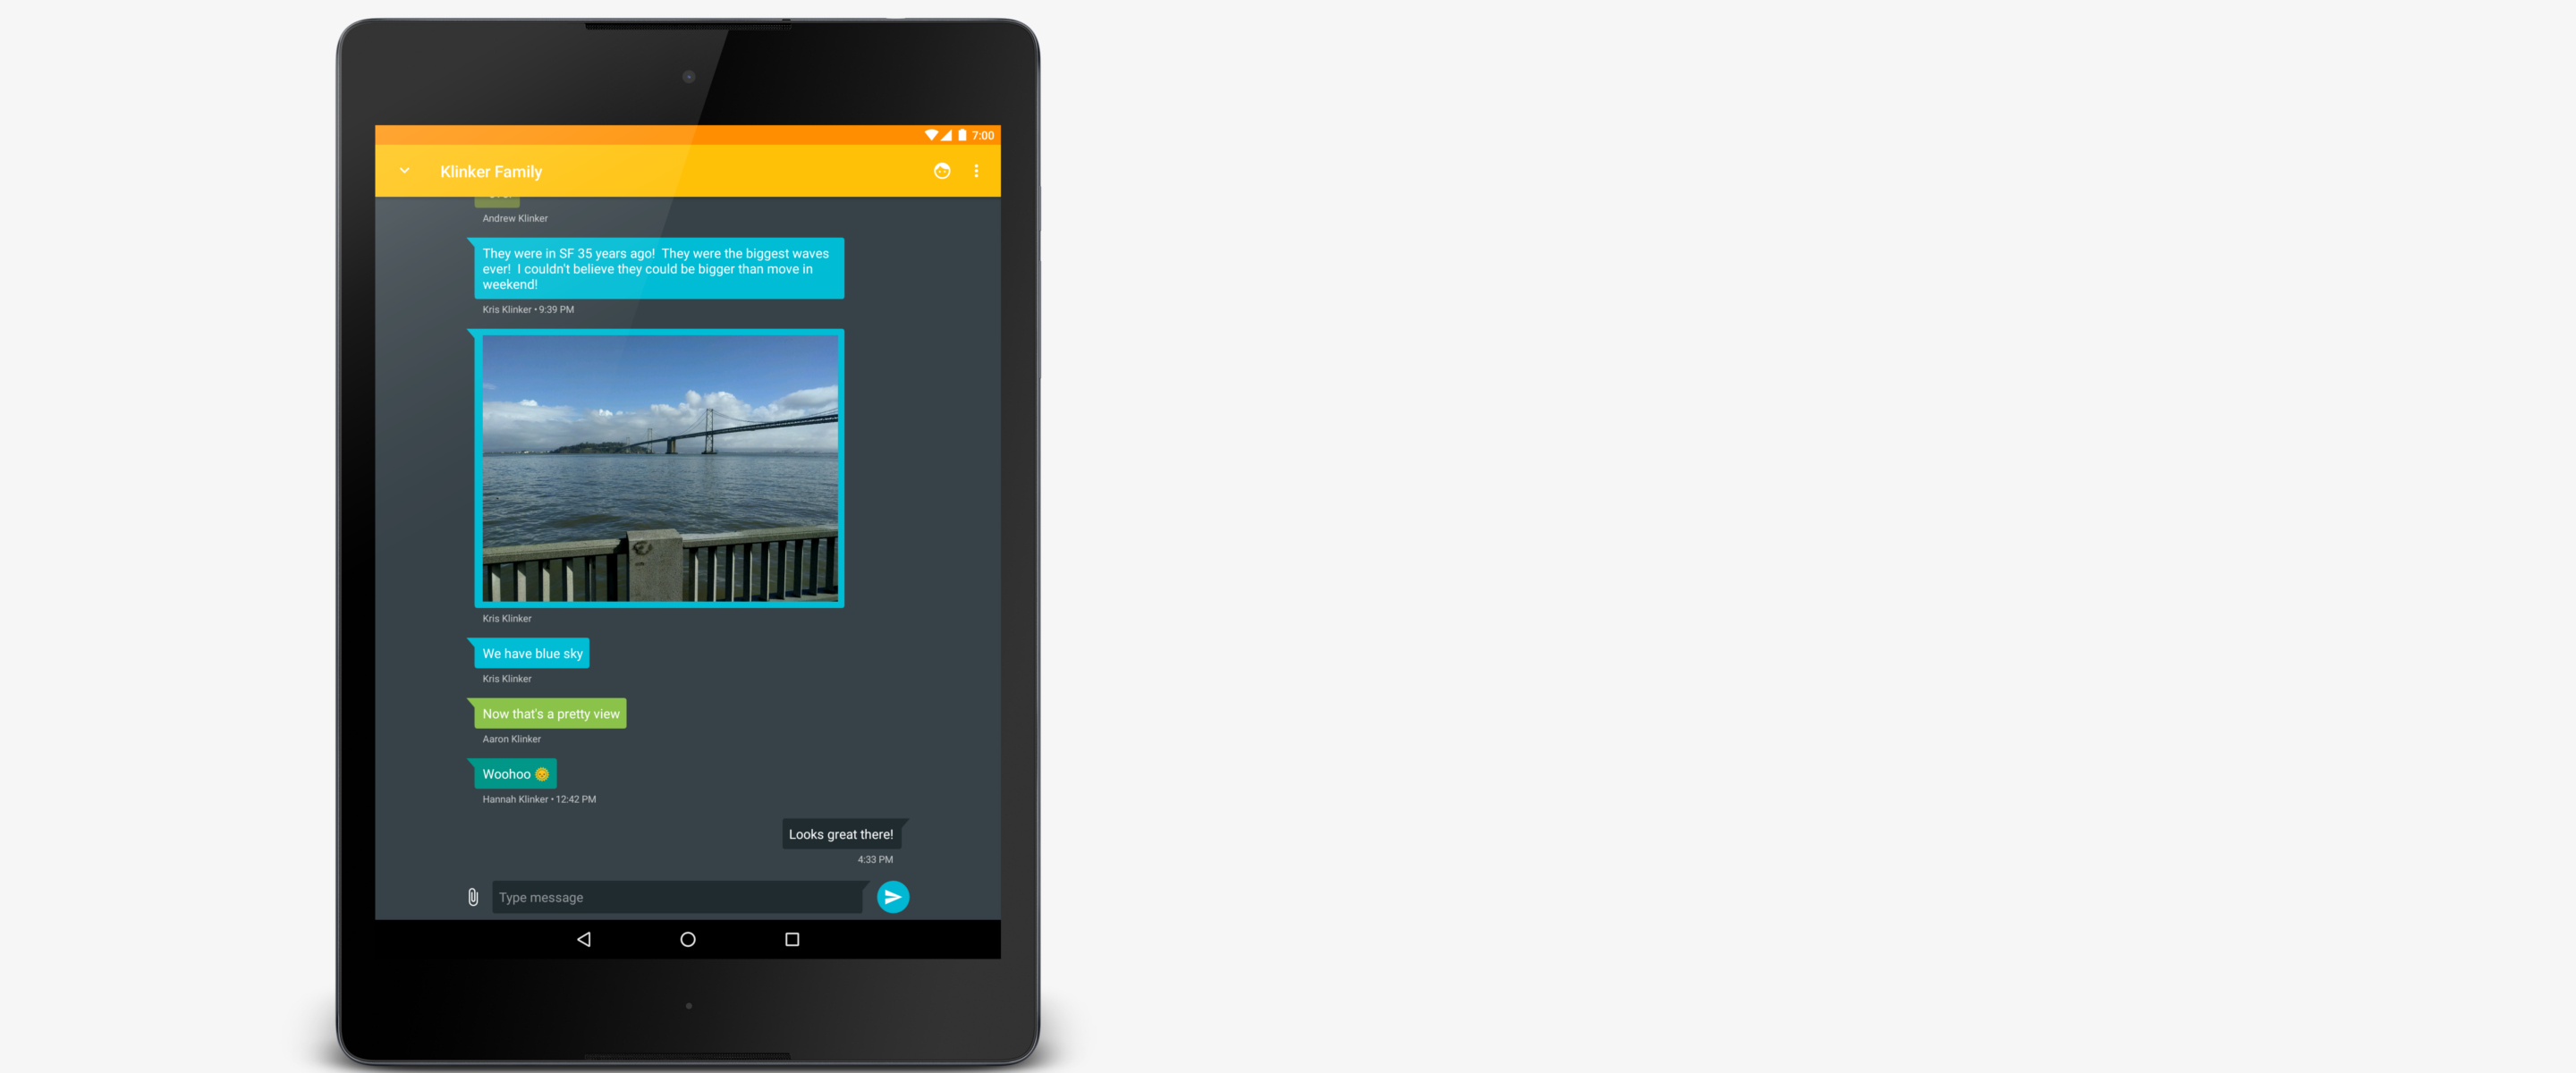 7:00
Klinker Family
Andrew Klinker
They were in SF 35 years ago!  They were the biggest waves
ever!  I couldn't believe they could be bigger than move in
weekend!
Kris Klinker • 9:39 PM
Kris Klinker
We have blue sky
Kris Klinker
Now that's a pretty view
Aaron Klinker
Woohoo 🌞
Hannah Klinker • 12:42 PM
Looks great there!
4:33 PM
Type message